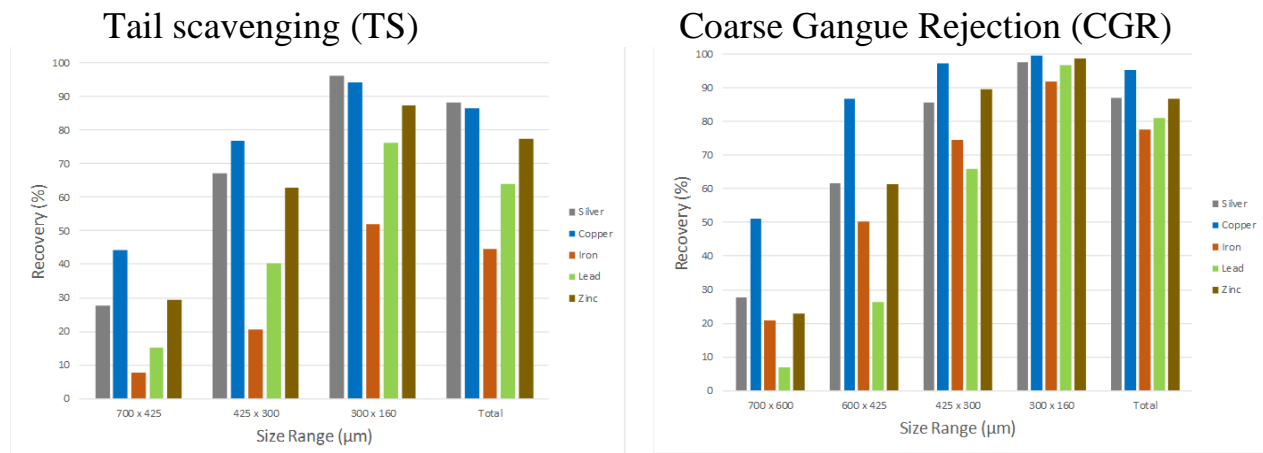 Tail scavenging (TS)
100
90
80
70
60
50
40
30
20
10
0
Recovery (%)
700 x 425
425 x 300
300 x 160
Total
Size Range (µm)
Silver
Copper
Iron
Lead
Zinc
Coarse Gangue Rejection (CGR)
100
90
80
70
60
50
40
30
20
10
0
Recovery (%)
700 x 600
600 x 425
425 x 300
300 x 160
Total
Size Range (µm)
Silver
Copper
Iron
Lead
Zinc